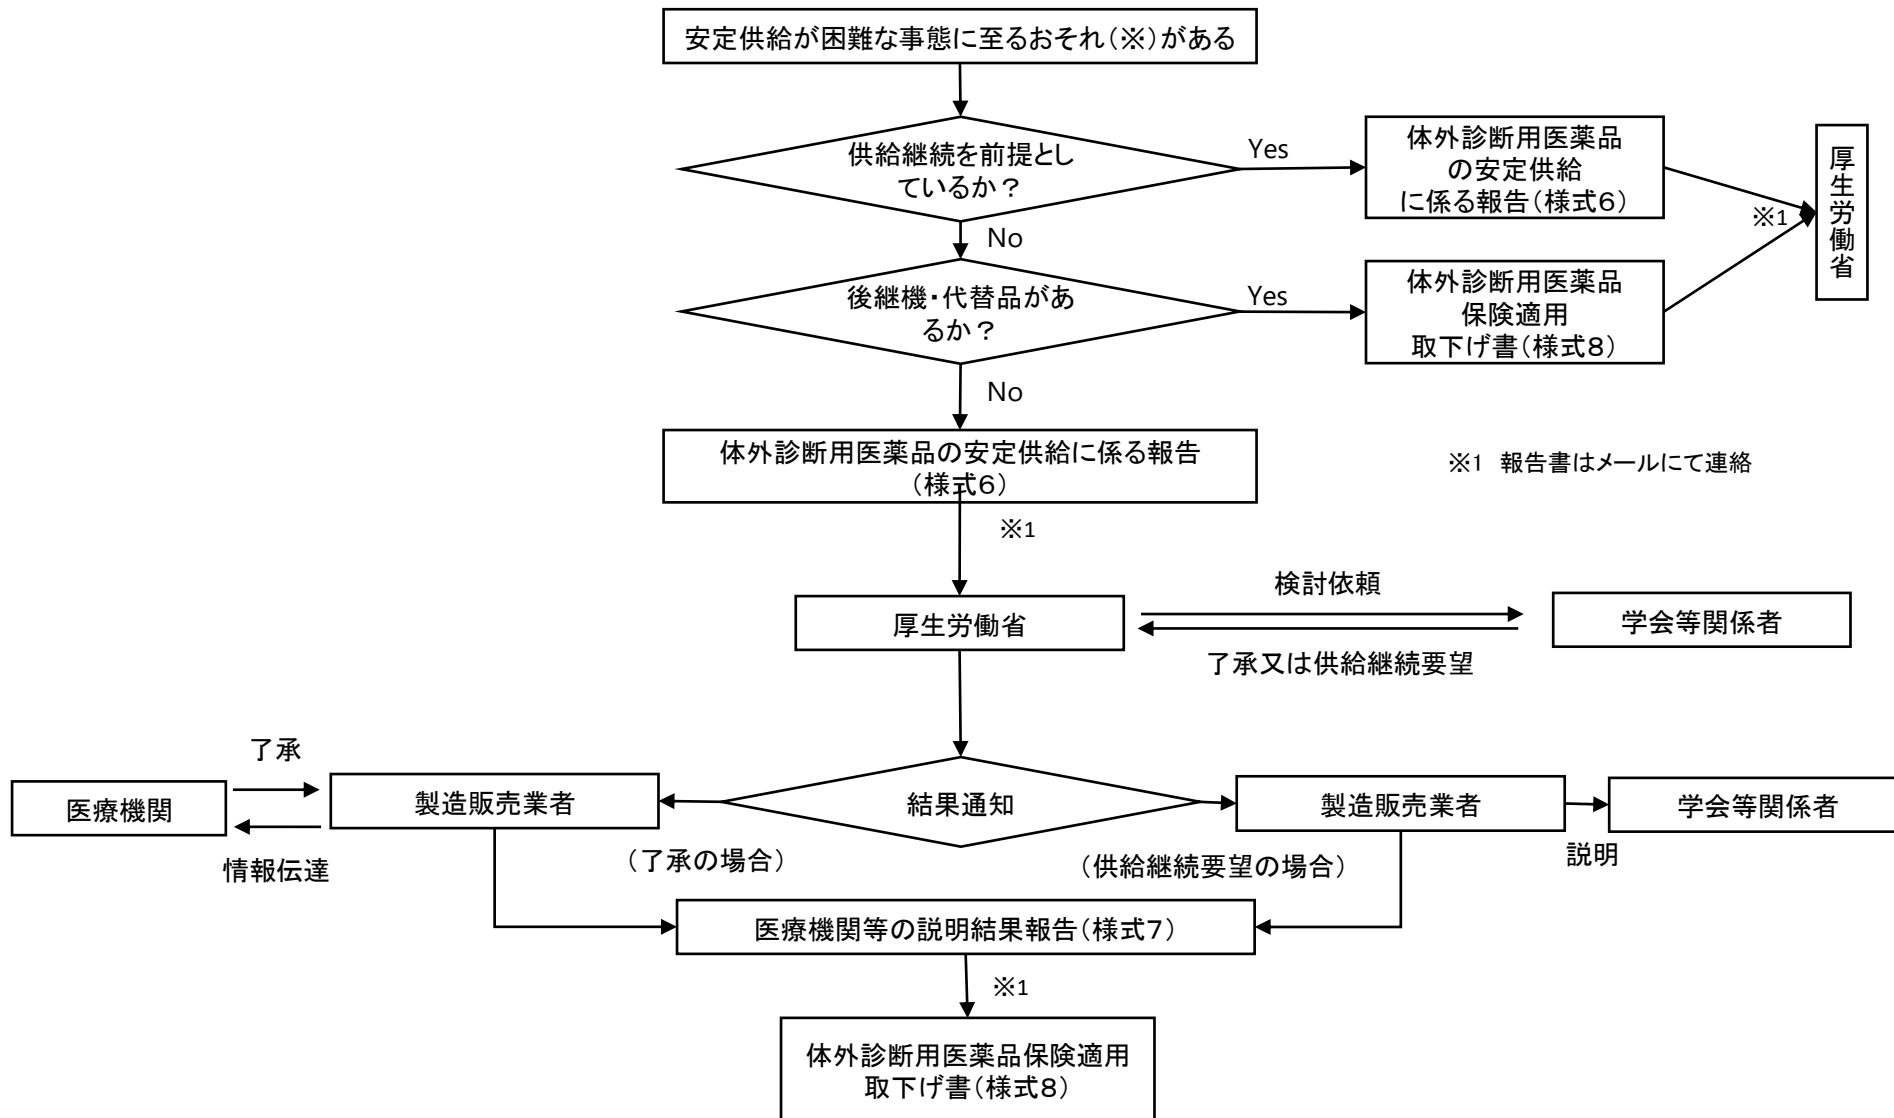 安定供給が困難な事態に至るおそれ(※)がある
供給継続を前提とし
ているか？
Yes
体外診断用医薬品
の安定供給
に係る報告(様式６)
※1
厚生労働省
No
後継機・代替品があ
るか？
Yes
体外診断用医薬品
保険適用
取下げ書(様式８)
No
体外診断用医薬品の安定供給に係る報告
(様式６)
※1 報告書はメールにて連絡
※1
厚生労働省
検討依頼
了承又は供給継続要望
学会等関係者
了承
医療機関
情報伝達
製造販売業者
結果通知
製造販売業者
学会等関係者
説明
(了承の場合)
(供給継続要望の場合)
医療機関等の説明結果報告(様式７)
※1
体外診断用医薬品保険適用
取下げ書(様式８)